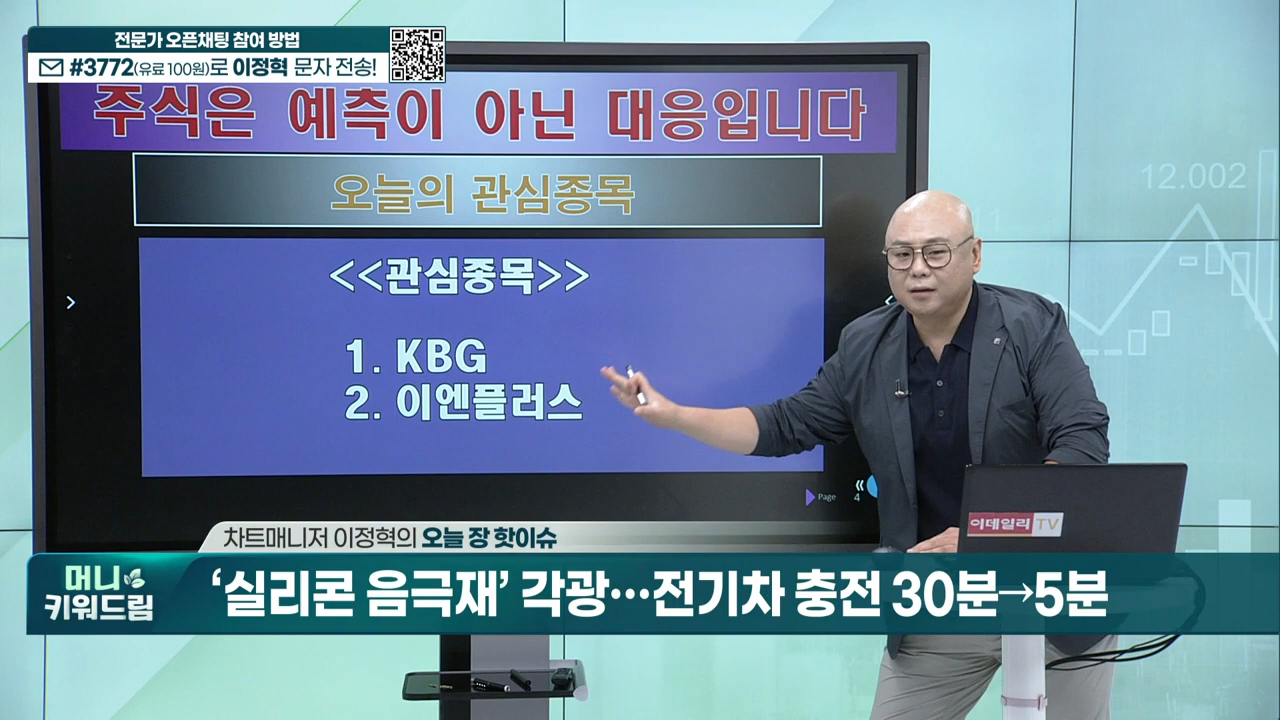 전문가 오픈채팅 참여 방법
#3772(유료 100원)로 이정혁 문자 전송!
주식은 예측이 아닌 대응입니다
오늘의 관심종목
<<관심종목>>
1. KBG
2. 이엔플러스
Page 4
12.002
이데일리TV
차트매니저 이정혁의 오늘 장 핫이슈
머니 키워드림
‘실리콘 음극재’ 각광…전기차 충전 30분→5분